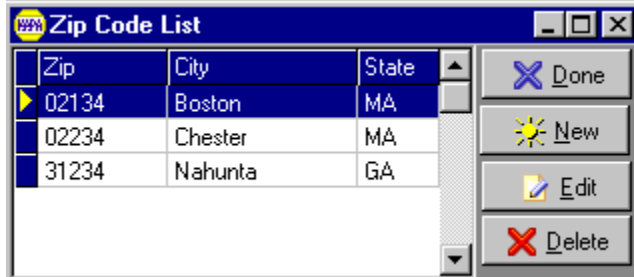 Zip Code List
Zip City State
02134 Boston MA
02234 Chester MA
31234 Nahunta GA
Done
New
Edit
Delete